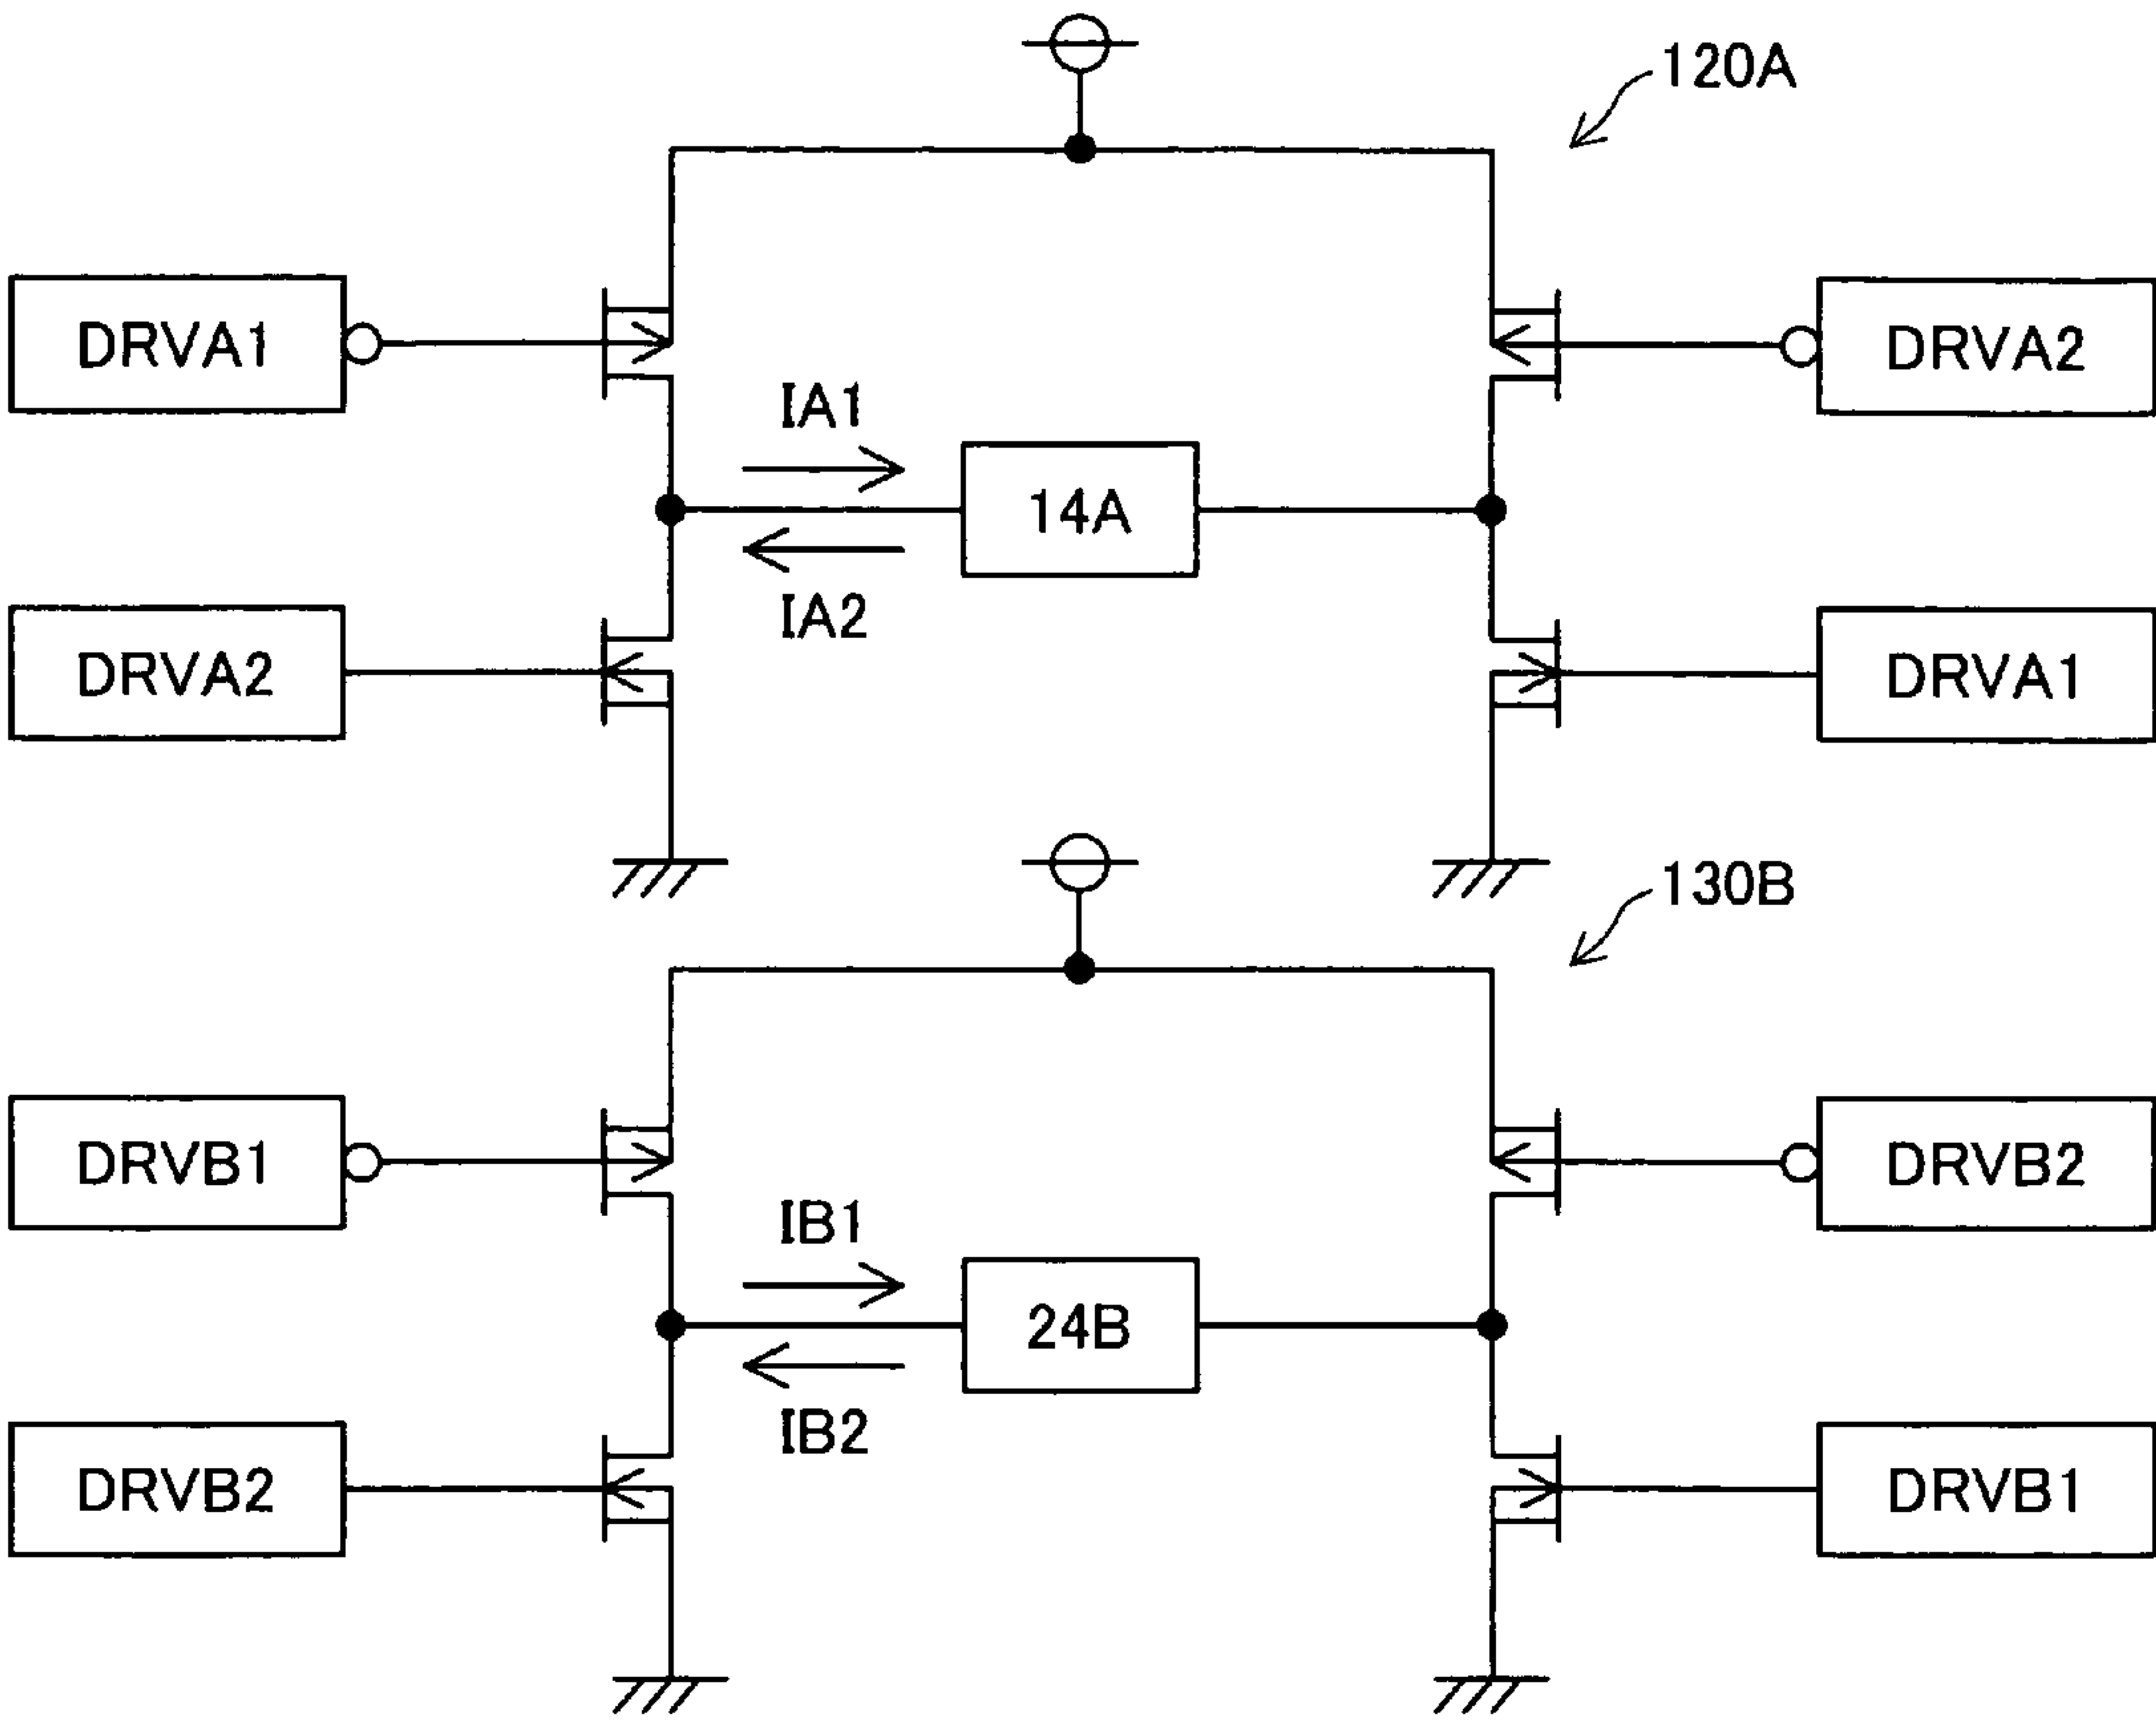 120A
DRVA1
DRVA2
IA1
14A
IA2
DRVA2
DRVA1
130B
DRVB1
DRVB2
IB1
24B
IB2
DRVB2
DRVB1